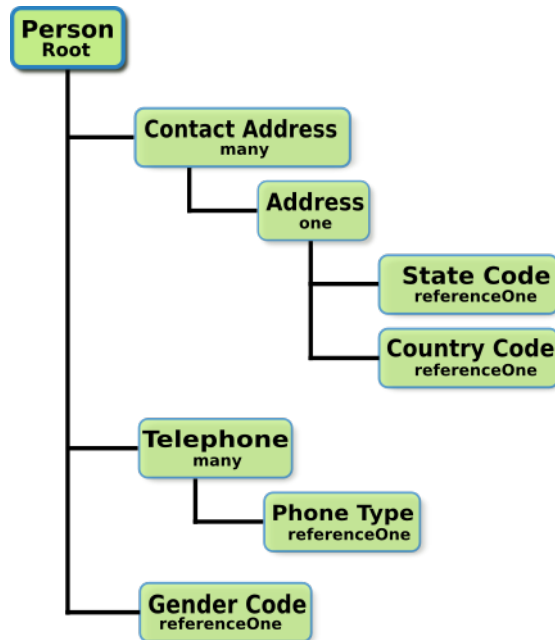 Person
Root
Contact Address
many
Address
one
State Code
referenceOne
Country Code
referenceOne
Telephone
many
Phone Type
referenceOne
Gender Code
referenceOne